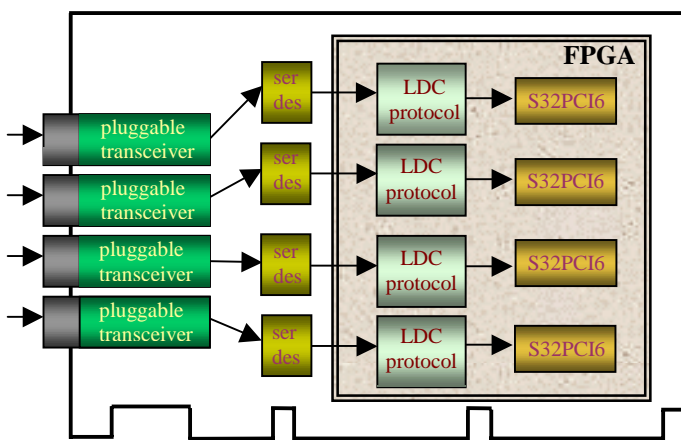 FPGA
ser
des
LDC
protocol
S32PCI6
pluggable
transceiver
ser
des
LDC
protocol
S32PCI6
pluggable
transceiver
ser
des
LDC
protocol
S32PCI6
pluggable
transceiver
ser
des
LDC
protocol
S32PCI6
pluggable
transceiver